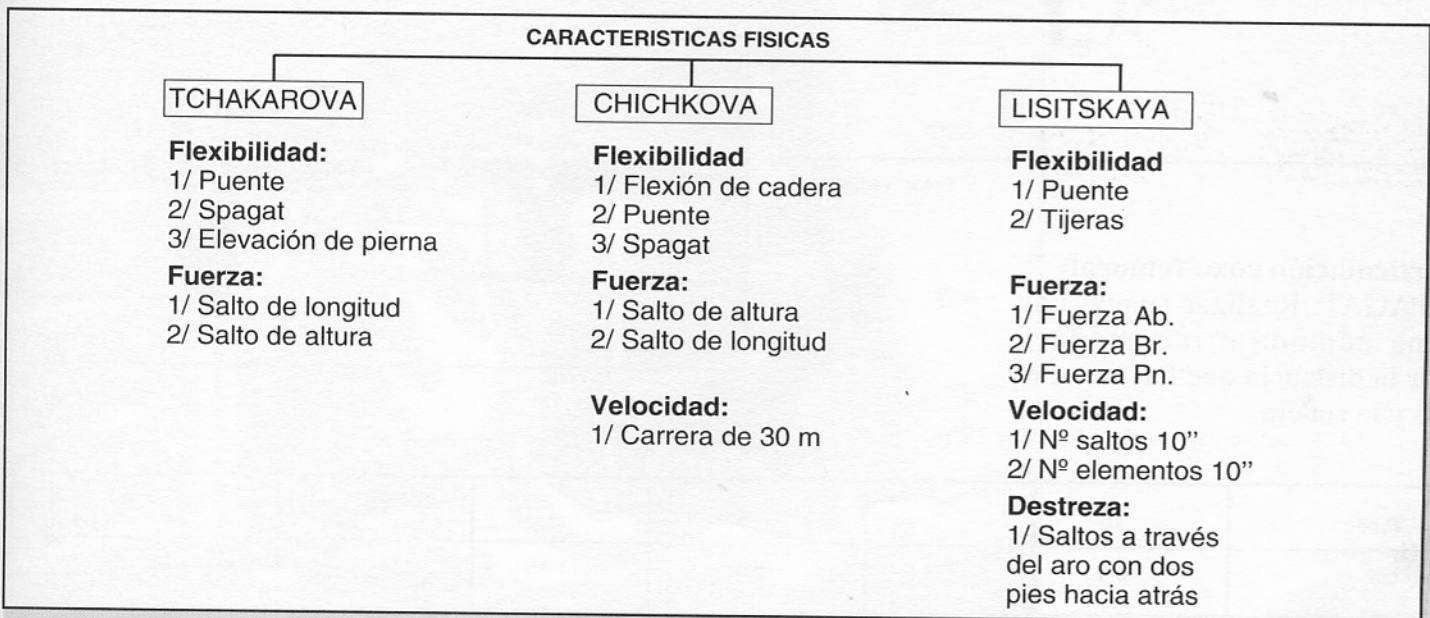 CARACTERISTICAS FISICAS
TCHAKAROVA
Flexibilidad:
1/ Puente
2/ Spagat
3/ Elevación de pierna
Fuerza:
1/ Salto de longitud
2/ Salto de altura
CHICHKOVA
Flexibilidad
1/ Flexión de cadera
2/ Puente
3/ Spagat
Fuerza:
1/ Salto de altura
2/ Salto de longitud
Velocidad:
1/ Carrera de 30 m
LISITSKAYA
Flexibilidad
1/ Puente
2/ Tijeras
Fuerza:
1/ Fuerza Ab.
2/ Fuerza Br.
3/ Fuerza Pn.
Velocidad:
1/ Nº saltos 10”
2/ Nº elementos 10”
Destreza:
1/ Saltos a través
del aro con dos
pies hacia atrás